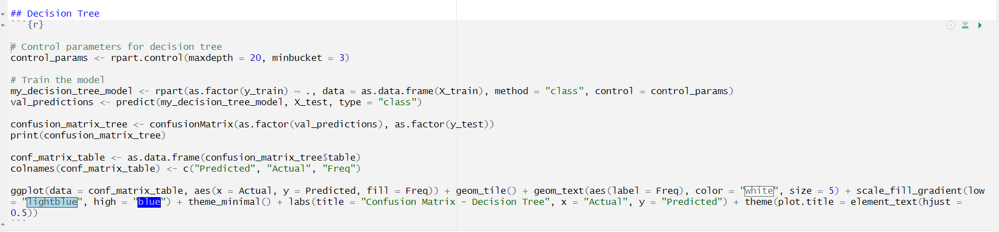 ## Decision Tree
```{r}
# Control parameters for decision tree
control_params <- rpart.control(maxdepth = 20, minbucket = 3)
# Train the model
my_decision_tree_model <- rpart(as.factor(y_train) ~ ., data = as.data.frame(X_train), method = "class", control = control_params)
val_predictions <- predict(my_decision_tree_model, X_test, type = "class")
confusion_matrix_tree <- confusionMatrix(as.factor(val_predictions), as.factor(y_test))
print(confusion_matrix_tree)
conf_matrix_table <- as.data.frame(confusion_matrix_tree$table)
colnames(conf_matrix_table) <- c("Predicted", "Actual", "Freq")
ggplot(data = conf_matrix_table, aes(x = Actual, y = Predicted, fill = Freq)) + geom_tile() + geom_text(aes(label = Freq), color = "white", size = 5) + scale_fill_gradient(low
= "lightblue", high = "blue") + theme_minimal() + labs(title = "Confusion Matrix - Decision Tree", x = "Actual", y = "Predicted") + theme(plot.title = element_text(hjust =
0.5))
```